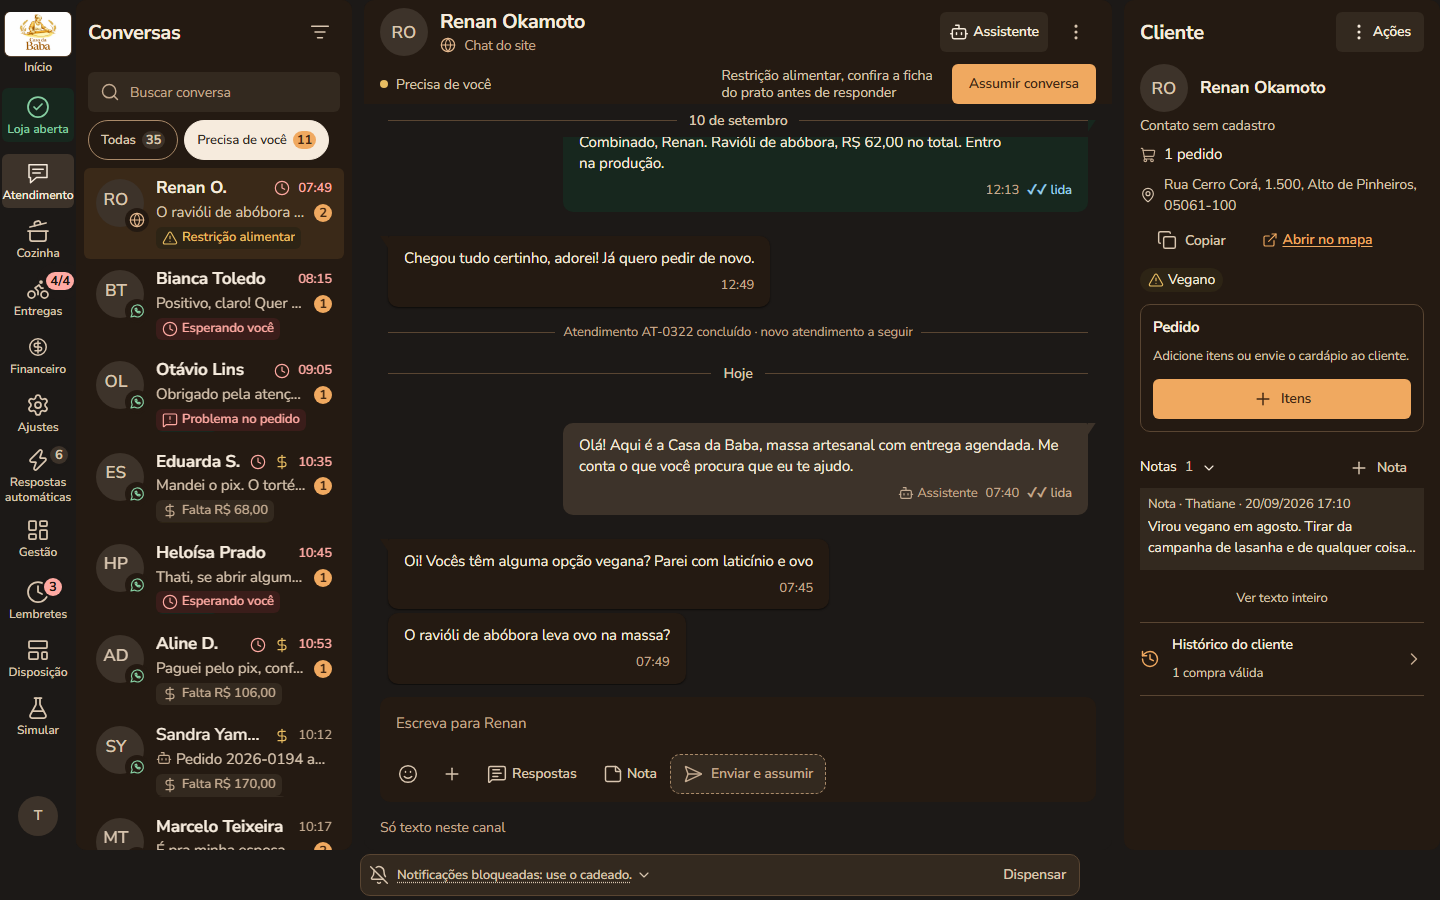 Casa da
Baba
Início
Loja aberta
Atendimento
Cozinha
4/4
Entregas
Financeiro
Ajustes
6
Respostas
automáticas
Gestão
3
Lembretes
Disposição
Simular
T
Conversas
Buscar conversa
Todas 35
Precisa de você 11
RO
Renan O. 07:49
O ravióli de abóbora ... 2
Restrição alimentar
BT
Bianca Toledo 08:15
Positivo, claro! Quer ... 1
Esperando você
OL
Otávio Lins 09:05
Obrigado pela atenç... 1
Problema no pedido
ES
Eduarda S. 10:35
Mandei o pix. O torté... 1
Falta R$ 68,00
HP
Heloísa Prado 10:45
Thati, se abrir algum... 1
Esperando você
AD
Aline D. 10:53
Paguei pelo pix, conf... 1
Falta R$ 106,00
SY
Sandra Yam... 10:12
Pedido 2026-0194 a...
Falta R$ 170,00
MT
Marcelo Teixeira 10:17
É pra minha esposa
RO
Renan Okamoto
Chat do site
Assistente
Precisa de você
Restrição alimentar, confira a ficha
do prato antes de responder
Assumir conversa
10 de setembro
Combinado, Renan. Ravióli de abóbora, R$ 62,00 no total. Entro
na produção.
12:13 lida
Chegou tudo certinho, adorei! Já quero pedir de novo.
12:49
Atendimento AT-0322 concluído · novo atendimento a seguir
Hoje
Olá! Aqui é a Casa da Baba, massa artesanal com entrega agendada. Me
conta o que você procura que eu te ajudo.
Assistente 07:40 lida
Oi! Vocês têm alguma opção vegana? Parei com laticínio e ovo
07:45
O ravióli de abóbora leva ovo na massa?
07:49
Escreva para Renan
Respostas
Nota
Enviar e assumir
Só texto neste canal
Notificações bloqueadas: use o cadeado.
Dispensar
Cliente
Ações
RO
Renan Okamoto
Contato sem cadastro
1 pedido
Rua Cerro Corá, 1.500, Alto de Pinheiros,
05061-100
Copiar
Abrir no mapa
Vegano
Pedido
Adicione itens ou envie o cardápio ao cliente.
Itens
Notas 1
Nota
Nota · Thatiane · 20/09/2026 17:10
Virou vegano em agosto. Tirar da
campanha de lasanha e de qualquer coisa...
Ver texto inteiro
Histórico do cliente
1 compra válida